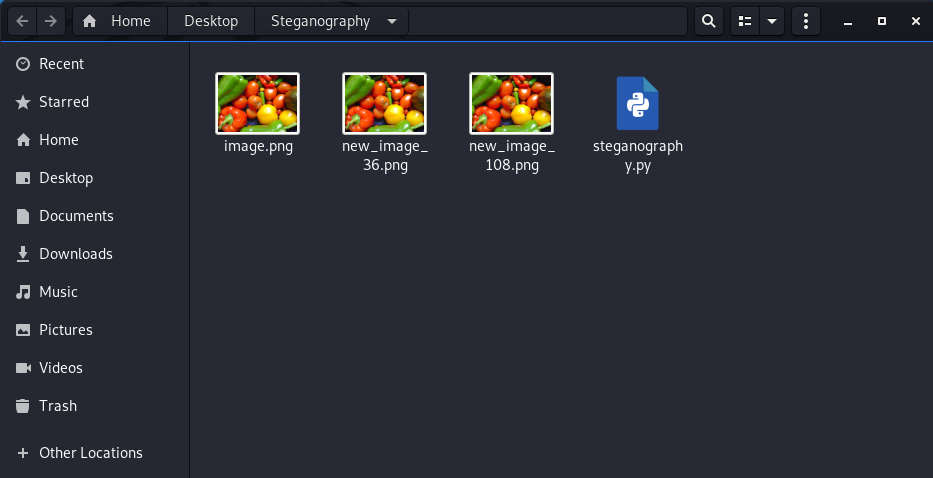 Home Desktop Steganography
Recent
Starred
Home
Desktop
Documents
Downloads
Music
Pictures
Videos
Trash
Other Locations
image.png
new_image_
36.png
new_image_
108.png
steganograph
y.py